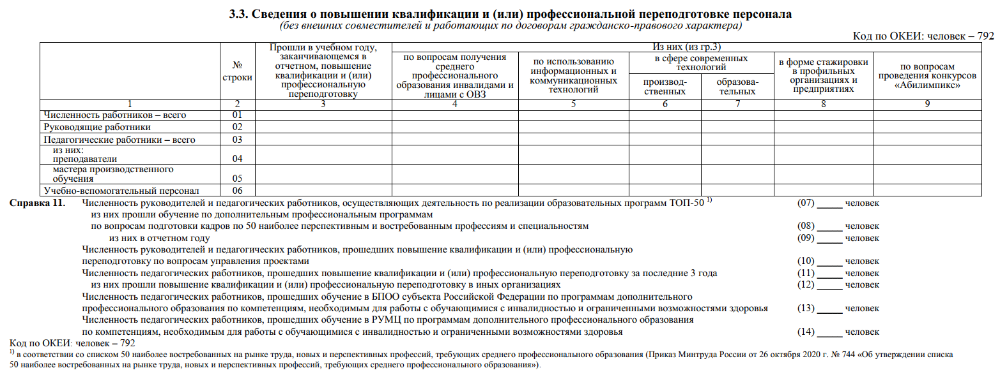 3.3. Сведения о повышении квалификации и (или) профессиональной переподготовке персонала
(без внешних совместителей и работающих по договорам гражданско-правового характера)
Код по ОКЕИ: человек – 792
№
строки
Прошли в учебном году,
заканчивающемся в
отчетном, повышение
квалификации и (или)
профессиональную
переподготовку
Из них (из гр.3)
по вопросам получения
среднего
профессионального
образования инвалидами и
лицами с ОВЗ
по использованию
информационных и
коммуникационных
технологий
в сфере современных
технологий
производ-
ственных
образова-
тельных
в форме стажировки
в профильных
организациях и
предприятиях
по вопросам
проведения конкурсов
«Абилимпикс»
1 2 3 4 5 6 7 8 9
Численность работников – всего 01
Руководящие работники 02
Педагогические работники – всего 03
из них:
преподаватели 04
мастера производственного
обучения 05
Учебно-вспомогательный персонал 06
Справка 11. Численность руководителей и педагогических работников, осуществляющих деятельность по реализации образовательных программ ТОП-50 1) (07) _____ человек
из них прошли обучение по дополнительным профессиональным программам
по вопросам подготовки кадров по 50 наиболее перспективным и востребованным профессиям и специальностям (08) _____ человек
из них в отчетном году (09) _____ человек
Численность руководителей и педагогических работников, прошедших повышение квалификации и (или) профессиональную
переподготовку по вопросам управления проектами (10) _____ человек
Численность педагогических работников, прошедших повышение квалификации и (или) профессиональную переподготовку за последние 3 года (11) _____ человек
из них прошли повышение квалификации и (или) профессиональную переподготовку в иных организациях (12) _____ человек
Численность педагогических работников, прошедших обучение в БПОО субъекта Российской Федерации по программам дополнительного
профессионального образования по компетенциям, необходимым для работы с обучающимися с инвалидностью и ограниченными возможностями здоровья (13) _____ человек
Численность педагогических работников, прошедших обучение в РУМЦ по программам дополнительного профессионального образования
по компетенциям, необходимым для работы с обучающимися с инвалидностью и ограниченными возможностями здоровья (14) _____ человек
Код по ОКЕИ: человек – 792
1) в соответствии со списком 50 наиболее востребованных на рынке труда, новых и перспективных профессий, требующих среднего профессионального образования (Приказ Минтруда России от 26 октября 2020 г. № 744 «Об утверждении списка
50 наиболее востребованных на рынке труда, новых и перспективных профессий, требующих среднего профессионального образования»).